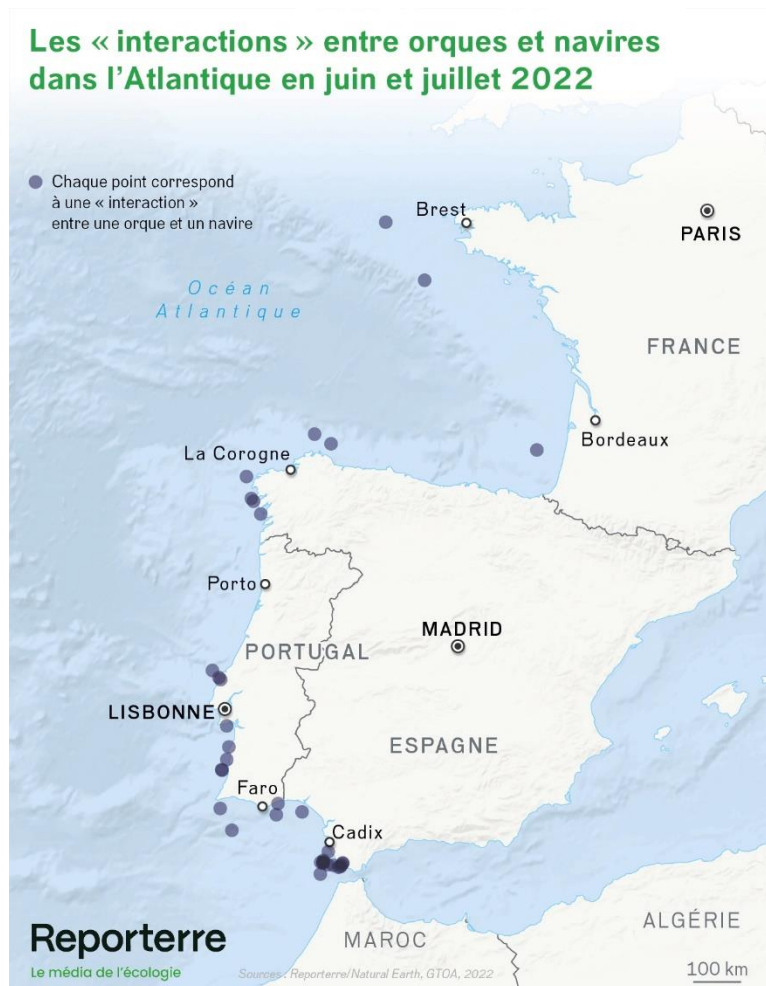 Les « interactions » entre orques et navires
dans l’Atlantique en juin et juillet 2022
Chaque point correspond
à une « interaction »
entre une orque et un navire
Brest
PARIS
Océan
Atlantique
FRANCE
Bordeaux
La Corogne
Porto
MADRID
PORTUGAL
LISBONNE
ESPAGNE
Faro
Cadix
Reporterre
Le média de l’écologie
Sources : Reporterre/Natural Earth, GTOA, 2022
MAROC
ALGÉRIE
100 km